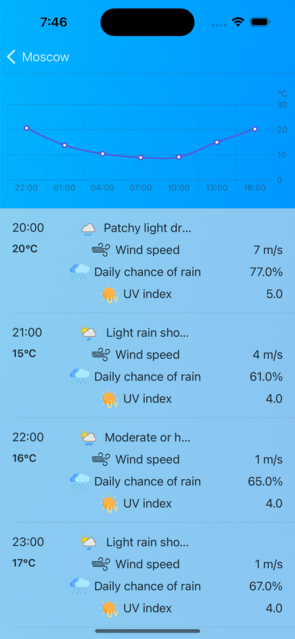 7:46
Moscow
°C
30
20
10
0
22:00 01:00 04:00 07:00 10:00 13:00 16:00
20:00 Patchy light dr...
20°C Wind speed 7 m/s
Daily chance of rain 77.0%
UV UV index 5.0
21:00 Light rain sho...
15°C Wind speed 4 m/s
Daily chance of rain 61.0%
UV UV index 4.0
22:00 Moderate or h...
16°C Wind speed 1 m/s
Daily chance of rain 65.0%
UV UV index 4.0
23:00 Light rain sho...
17°C Wind speed 1 m/s
Daily chance of rain 67.0%
UV UV index 4.0